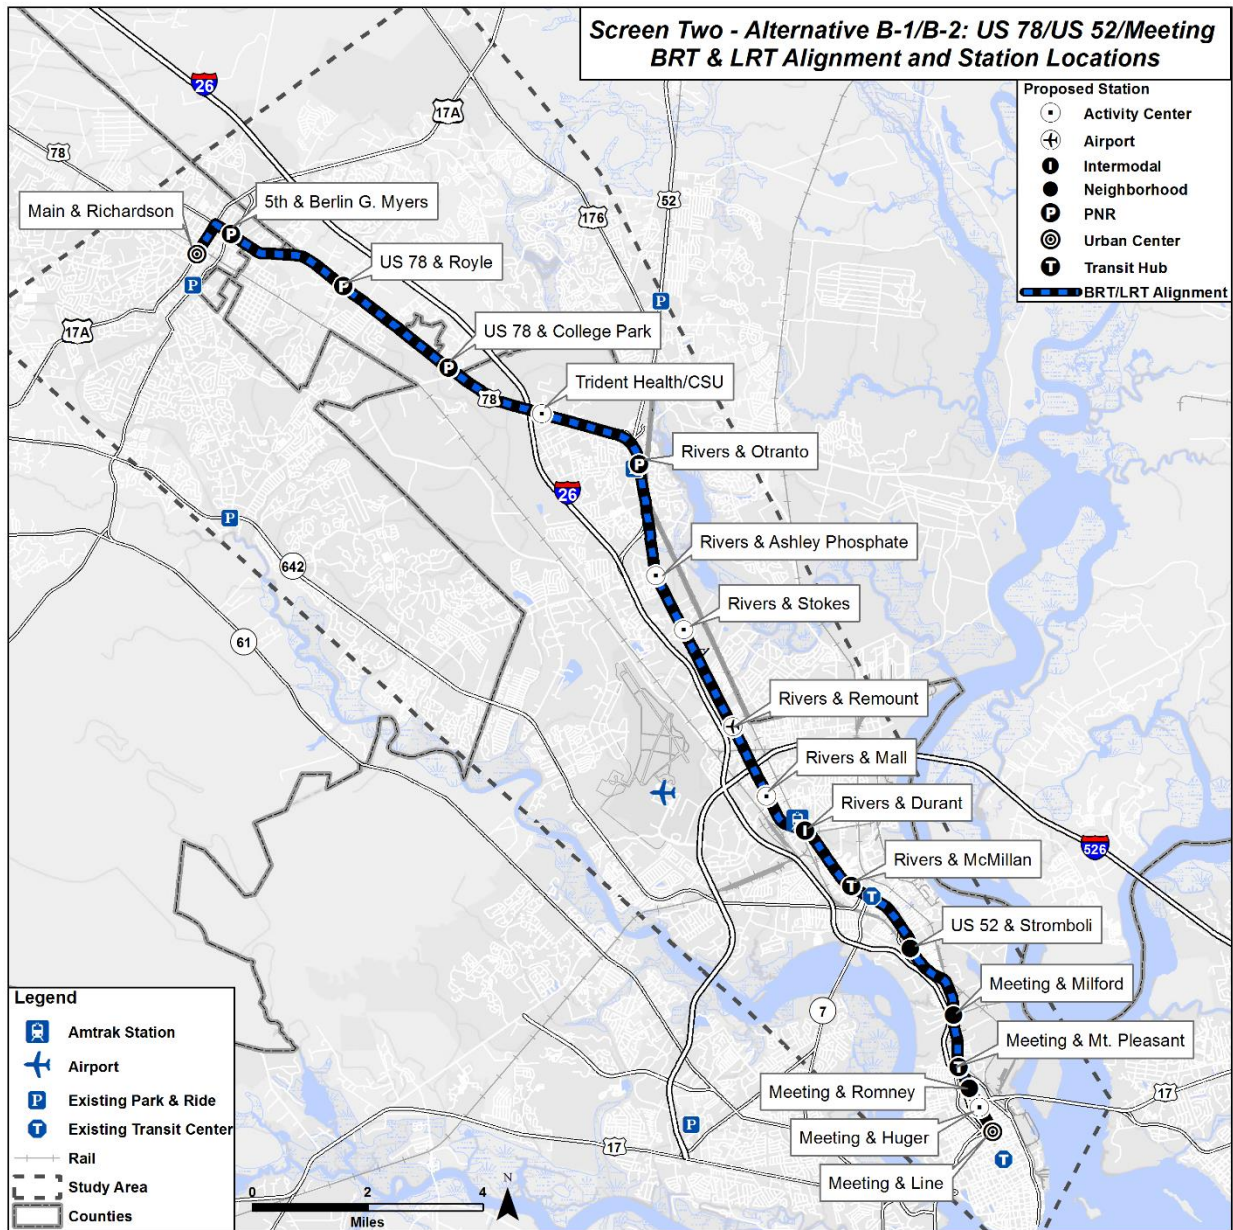 Screen Two - Alternative B-1/B-2: US 78/US 52/Meeting
BRT & LRT Alignment and Station Locations
Proposed Station
Activity Center
Airport
I Intermodal
Neighborhood
P PNR
Urban Center
T Transit Hub
BRT/LRT Alignment
26
17A
78
52
176
Main & Richardson
5th & Berlin G. Myers
P
P
US 78 & Royle
P
P
17A
US 78 & College Park
P
Trident Health/CSU
78
Rivers & Otranto
P
26
P
642
Rivers & Ashley Phosphate
Rivers & Stokes
61
Rivers & Remount
Rivers & Mall
Rivers & Durant
I
526
Rivers & McMillan
T
T
US 52 & Stromboli
Meeting & Milford
7
Meeting & Mt. Pleasant
T
Meeting & Romney
17
Meeting & Huger
P
17
T
Meeting & Line
Legend
Amtrak Station
Airport
P Existing Park & Ride
T Existing Transit Center
Rail
Study Area
Counties
0 2 4
Miles
N